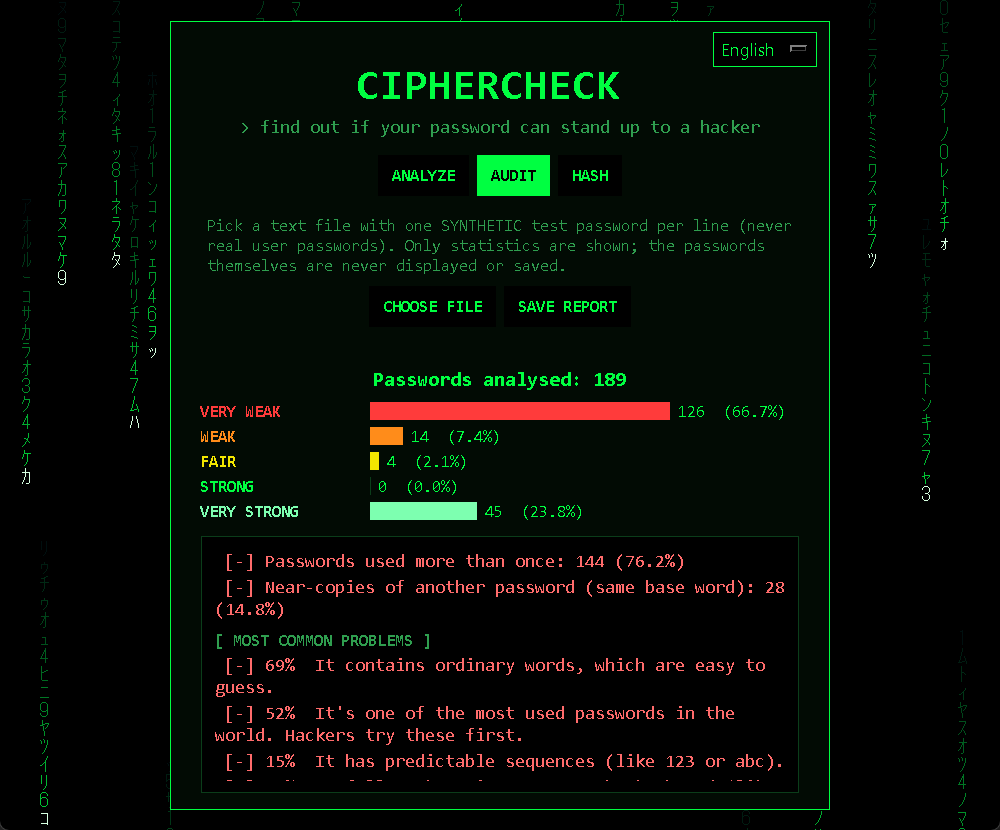 English
CIPHERCHECK
> find out if your password can stand up to a hacker
ANALYZE AUDIT HASH
Pick a text file with one SYNTHETIC test password per line (never
real user passwords). Only statistics are shown; the passwords
themselves are never displayed or saved.
CHOOSE FILE SAVE REPORT
Passwords analysed: 189
VERY WEAK 126 (66.7%)
WEAK 14 (7.4%)
FAIR 4 (2.1%)
STRONG 0 (0.0%)
VERY STRONG 45 (23.8%)
[-] Passwords used more than once: 144 (76.2%)
[-] Near-copies of another password (same base word): 28
(14.8%)
[ MOST COMMON PROBLEMS ]
[-] 69% It contains ordinary words, which are easy to
guess.
[-] 52% It's one of the most used passwords in the
world. Hackers try these first.
[-] 15% It has predictable sequences (like 123 or abc).